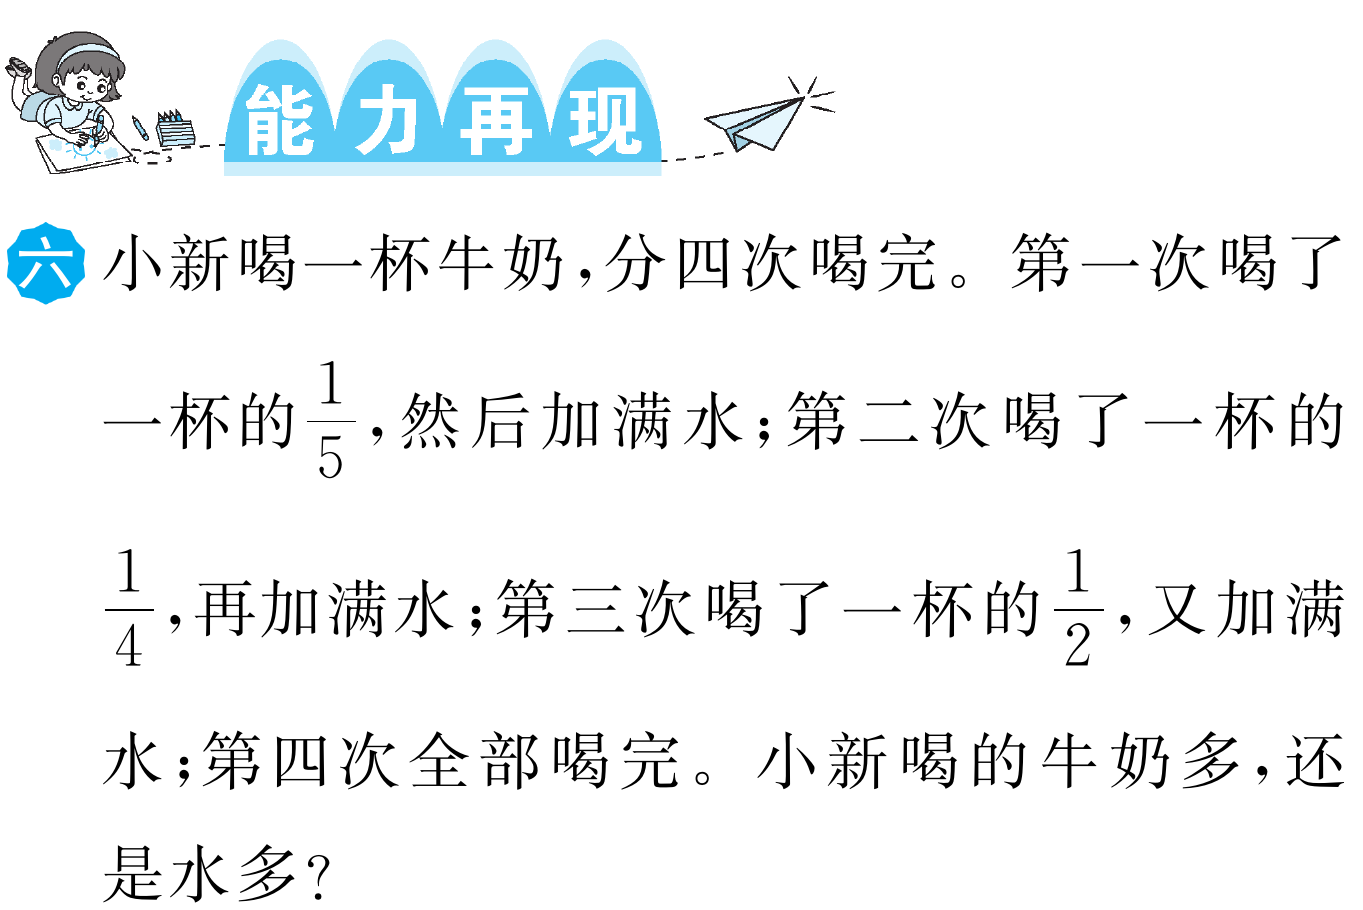 能力再现
六 小新喝一杯牛奶,分四次喝完。第一次喝了
一杯的1/5,然后加满水;第二次喝了一杯的
1/4,再加满水;第三次喝了一杯的1/2,又加满
水;第四次全部喝完。小新喝的牛奶多,还
是水多?